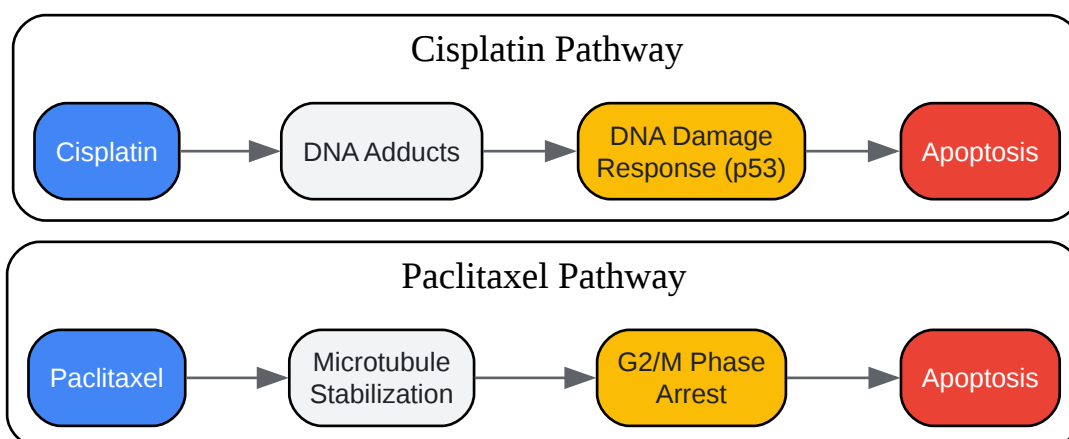 Cisplatin Pathway
Cisplatin
DNA Adducts
DNA Damage
Response (p53)
Apoptosis
Paclitaxel Pathway
Paclitaxel
Microtubule
Stabilization
G2/M Phase
Arrest
Apoptosis